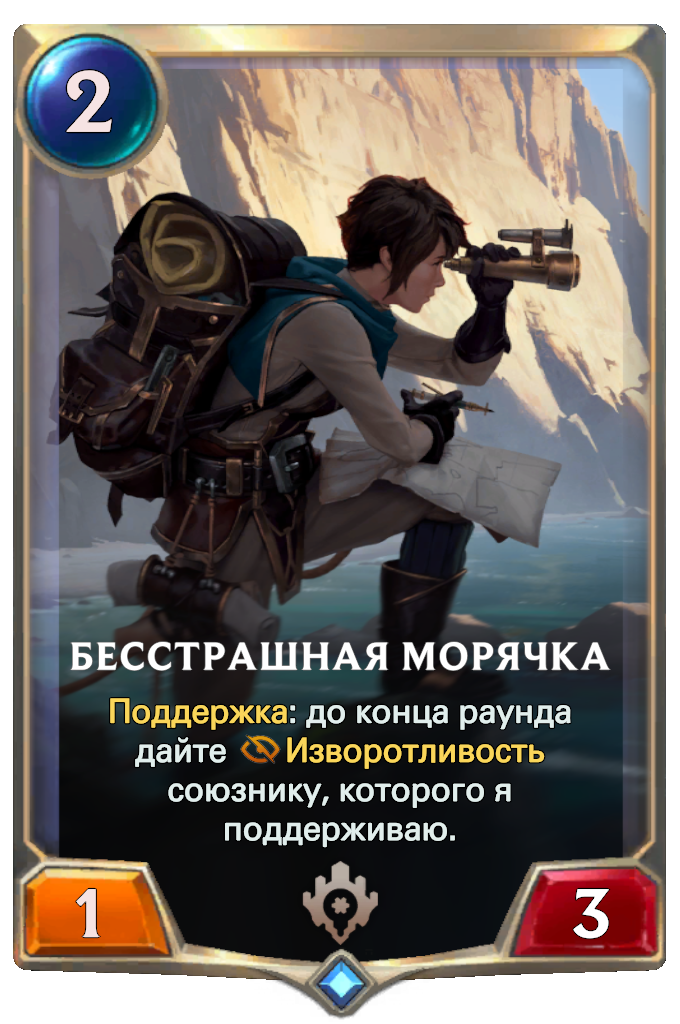 2
БЕССТРАШНАЯ МОРЯЧКА
Поддержка: до конца раунда
дайте Изворотливость
союзнику, которого я
поддерживаю.
1
3